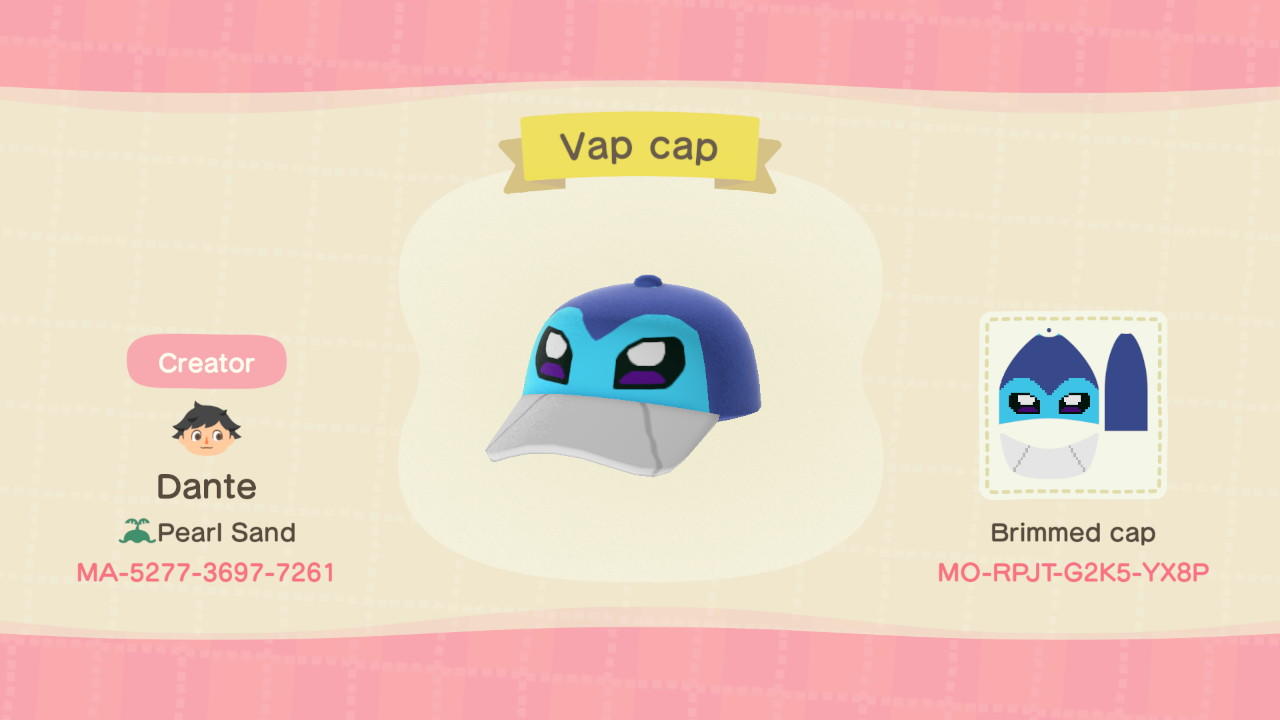 Vap cap
Creator
Dante
Pearl Sand
MA-5277-3697-7261
Brimmed cap
MO-RPJT-G2K5-YX8P